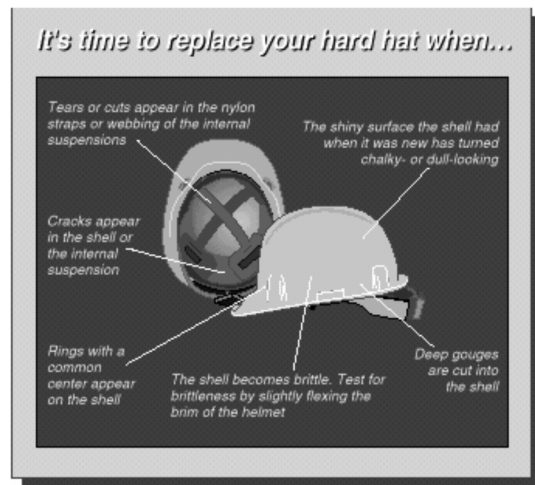 It's time to replace your hard hat when...
Tears or cuts appear in the nylon
straps or webbing of the internal
suspensions
The shiny surface the shell had
when it was new has turned
chalky- or dull-looking
Cracks appear
in the shell or
the internal
suspension
Rings with a
common
center appear
on the shell
The shell becomes brittle. Test for
brittleness by slightly flexing the
brim of the helmet
Deep gouges
are cut into
the shell